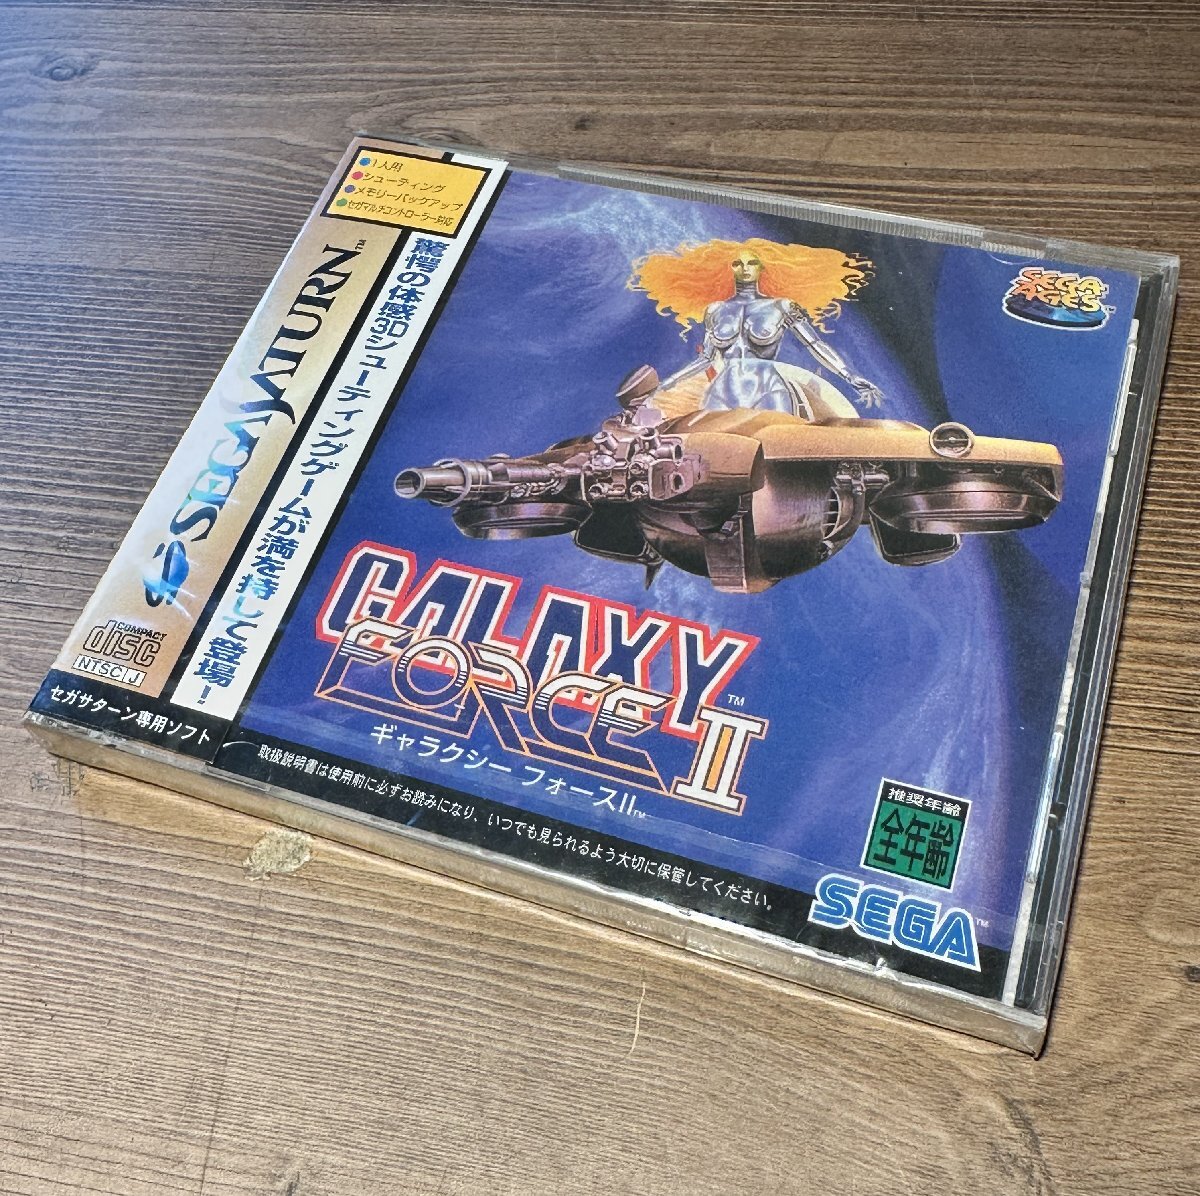 ●1人用
●シューティング
●メモリーバックアップ
●セガマルチコントローラー対応
SEGA SATURN™
驚愕の体感3Dシューティングゲームが満を持して登場!
COMPACT
disc
NTSC J
セガサターン専用ソフト
GALAXY
FORCE II™
ギャラクシー フォースII™
取扱説明書は使用前に必ずお読みになり、いつでも見られるよう大切に保管してください。
推奨年齢
全年齢
SEGA™